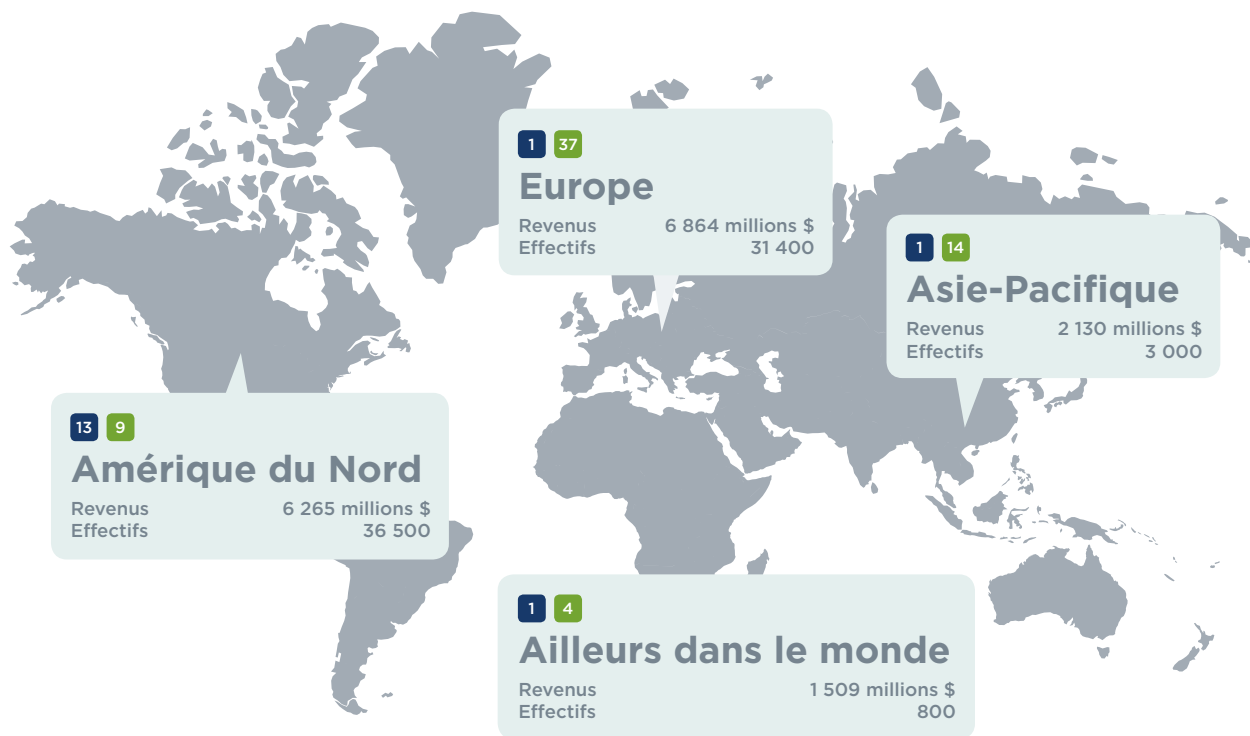 1 37
Europe
Revenus 6 864 millions $
Effectifs 31 400
1 14
Asie-Pacifique
Revenus 2 130 millions $
Effectifs 3 000
13 9
Amérique du Nord
Revenus 6 265 millions $
Effectifs 36 500
1 4
Ailleurs dans le monde
Revenus 1 509 millions $
Effectifs 800